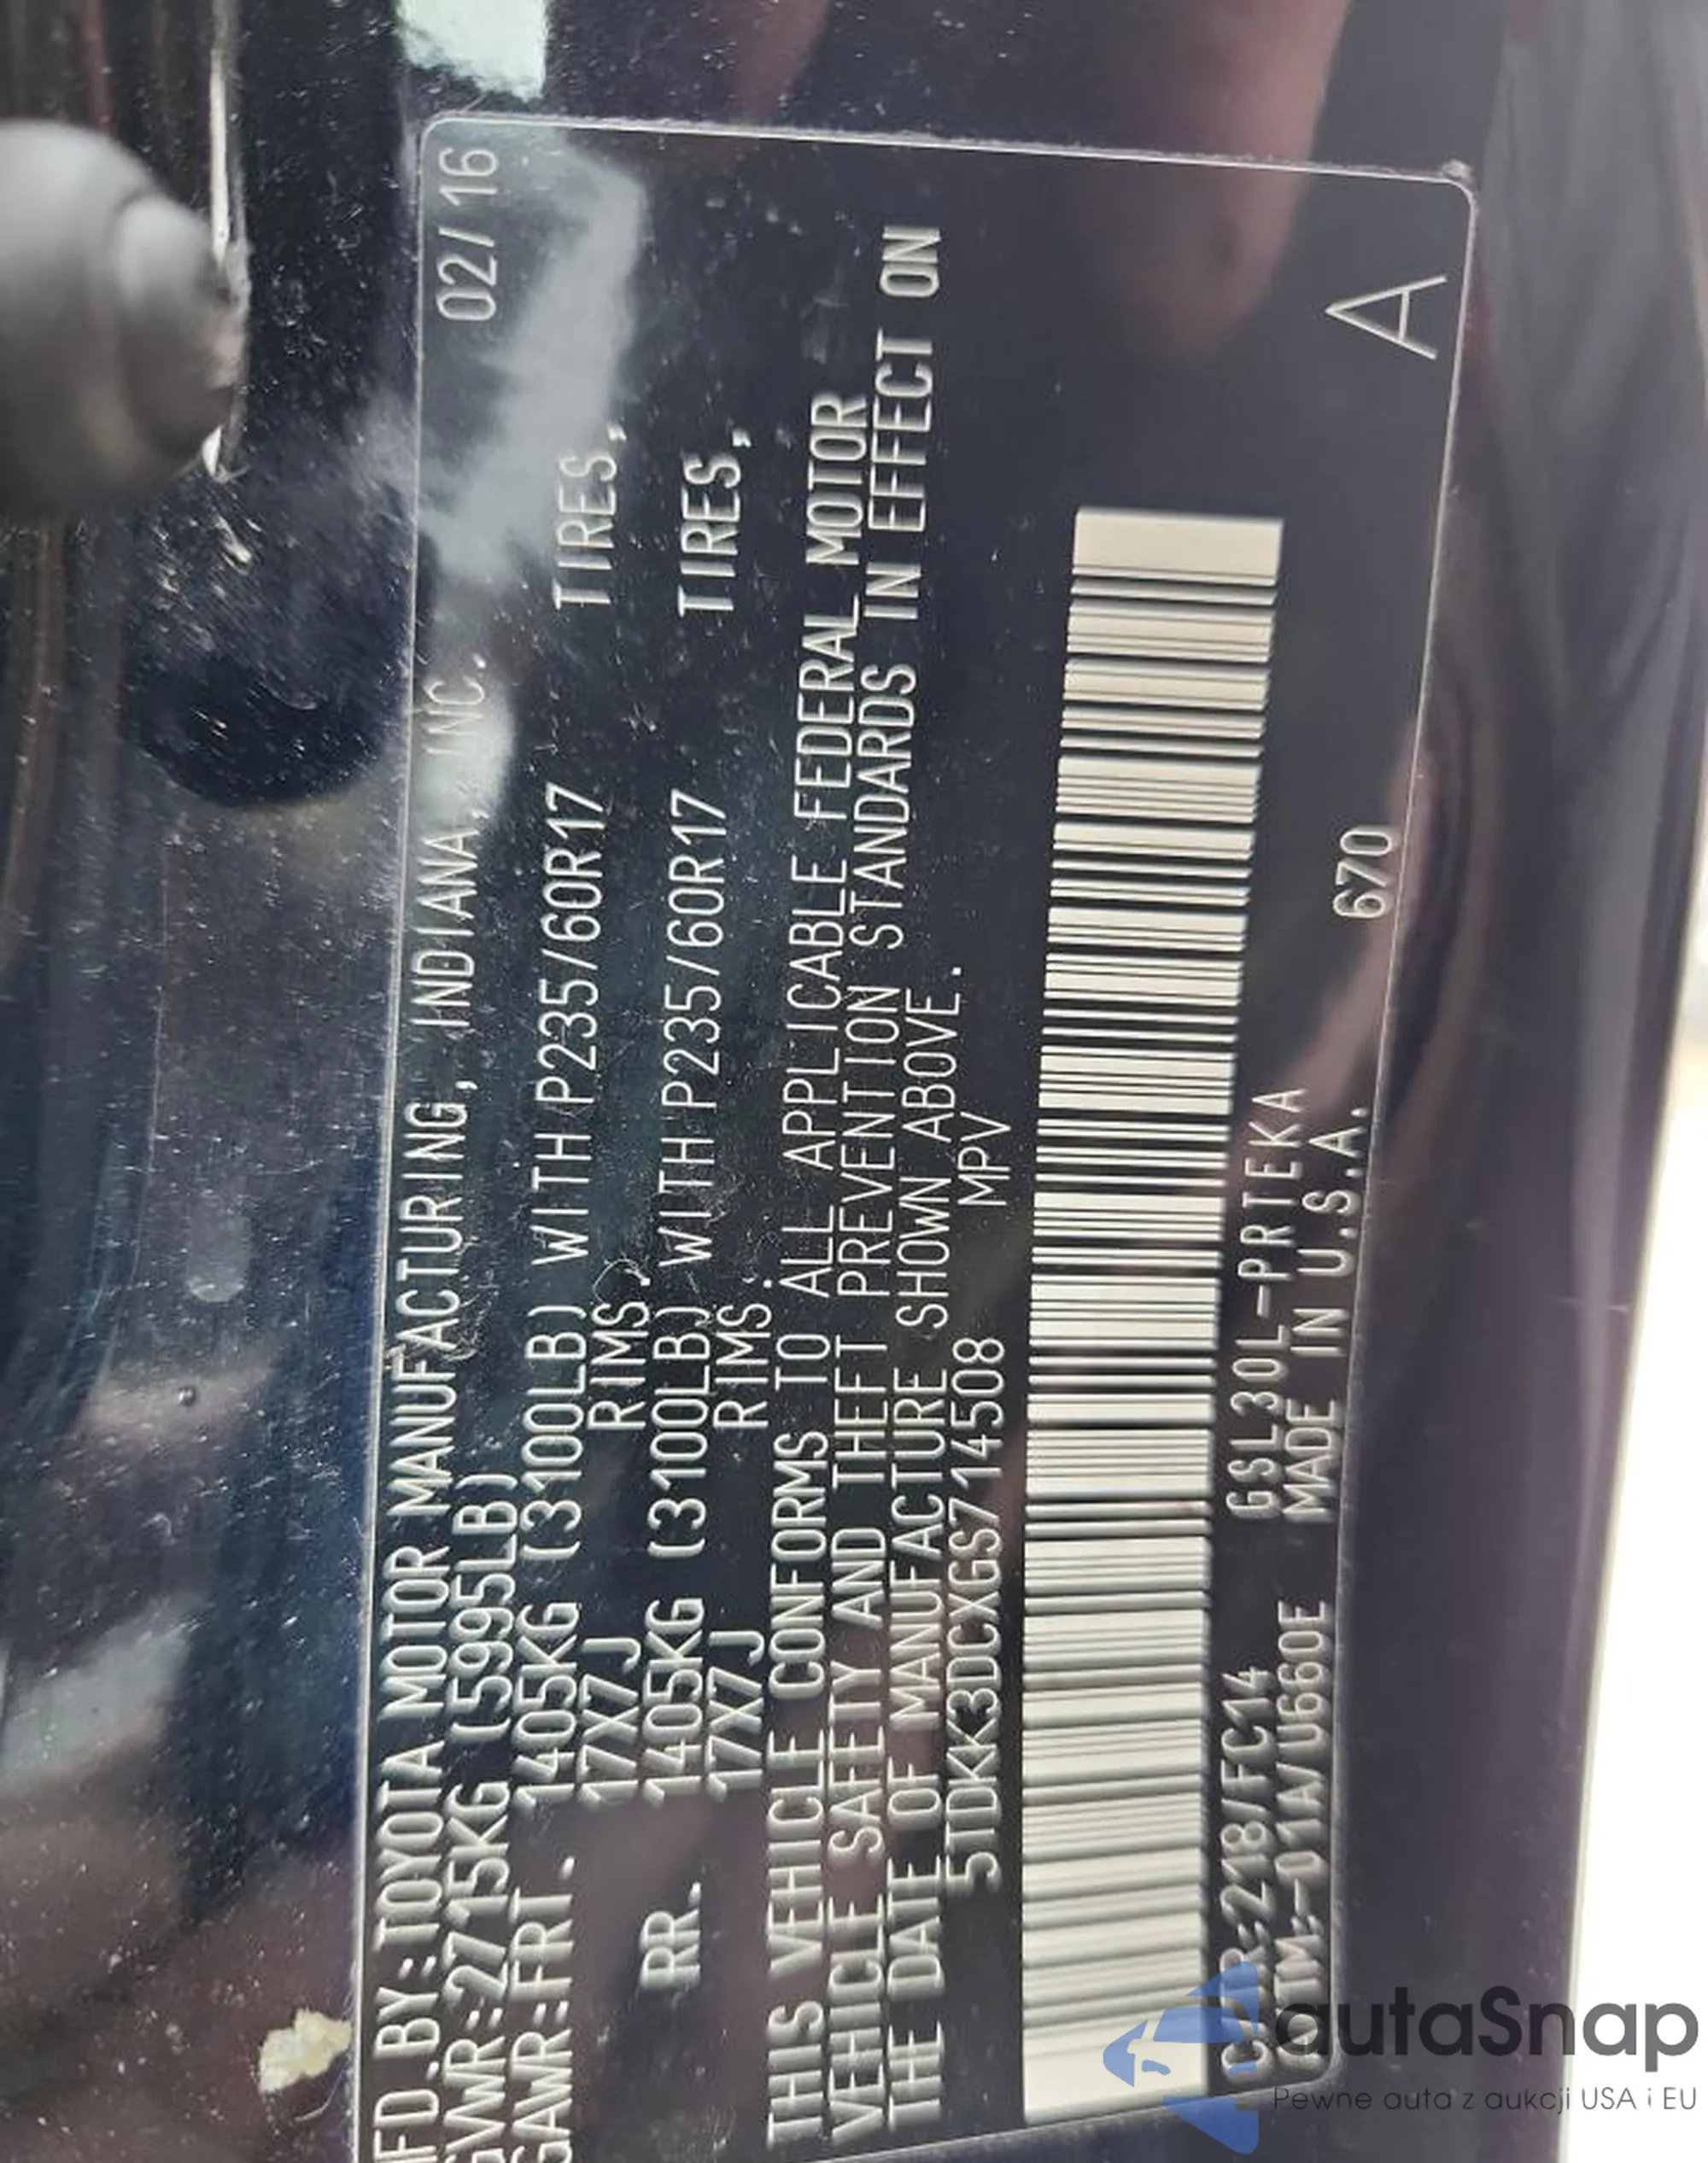 MFD.BY:TOYOTA MOTOR MANUFACTURING, INDIANA, INC. 02/16
GVWR:2715KG (5995LB)
GAWR:FRT. 1405KG (3100LB) WITH P235/60R17 TIRES,
17X7J RIMS.
RR. 1405KG (3100LB) WITH P235/60R17 TIRES,
17X7J RIMS.
THIS VEHICLE CONFORMS TO ALL APPLICABLE FEDERAL MOTOR
VEHICLE SAFETY AND THEFT PREVENTION STANDARDS IN EFFECT ON
THE DATE OF MANUFACTURE SHOWN ABOVE.
5TDKK3DCXGS714508 MPV
C/TR:218/FC14 GSL30L-PRTEKA 670
A/TM:-01A/U660E MADE IN U.S.A. A
autaSnap
Pewne auta z aukcji USA i EU